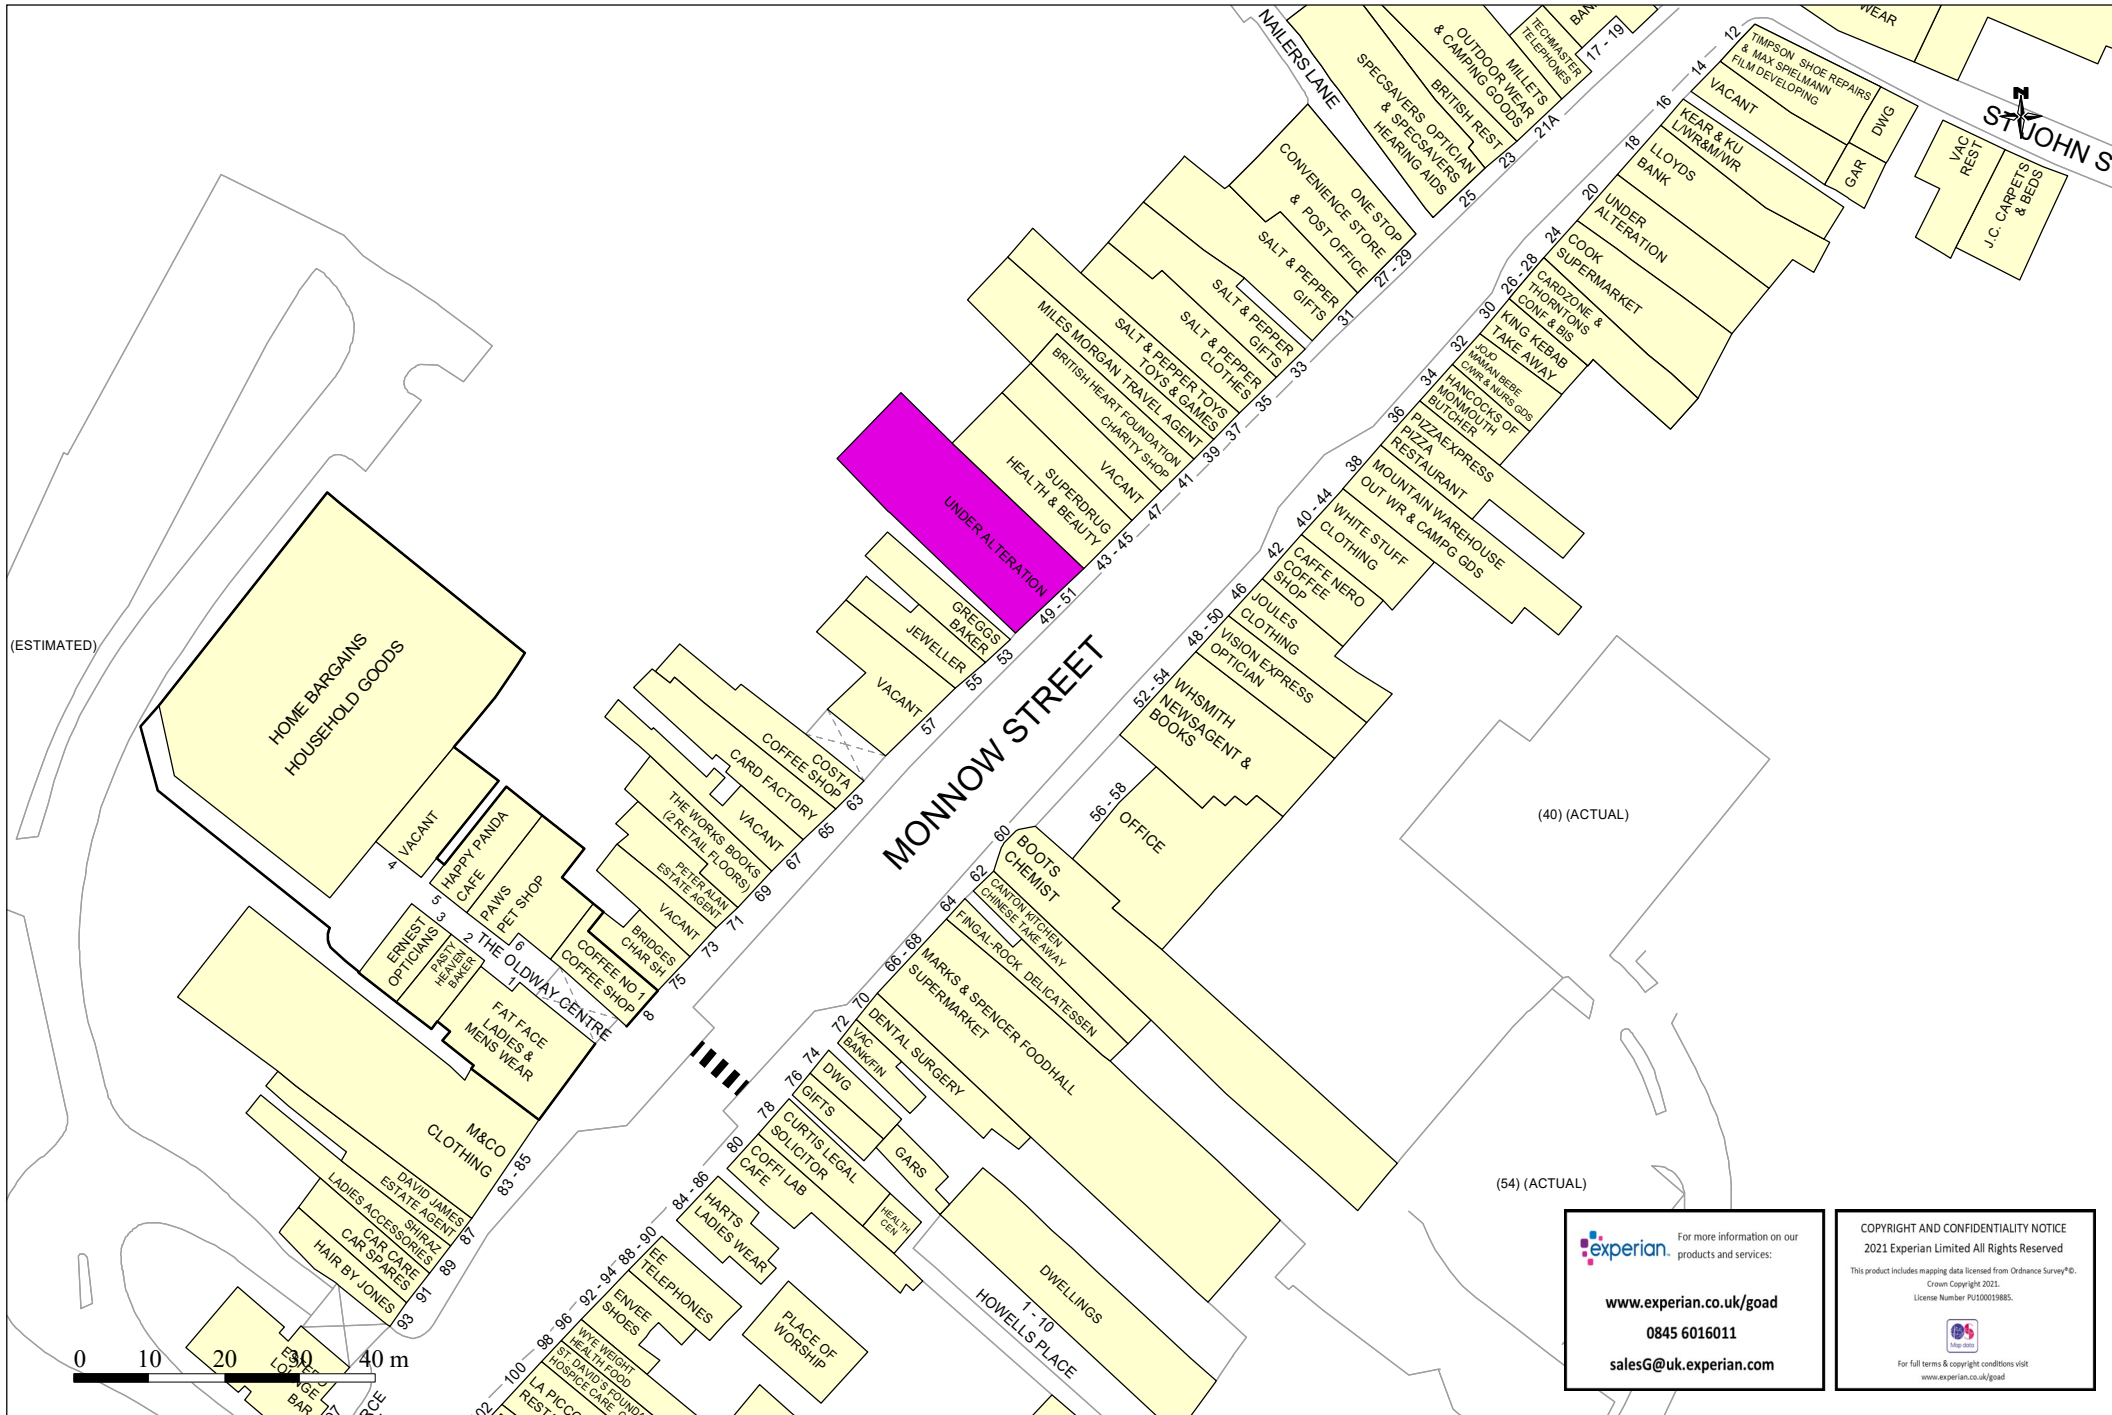 NAILERS LANE
SPECSAVERS OPTICIAN
& SPECSAVERS
HEARING AIDS
BRITISH REST
OUTDOOR WEAR
& CAMPING GOODS
MILLETS
TECHMASTER
TELEPHONES
BAN
17 - 19
21A
23
25
CONVENIENCE STORE
& POST OFFICE
ONE STOP
27 - 29
SALT & PEPPER
GIFTS
31
SALT & PEPPER
GIFTS
33
SALT & PEPPER
CLOTHES
35
SALT & PEPPER TOYS
TOYS & GAMES
37
MILES MORGAN TRAVEL AGENT
39
BRITISH HEART FOUNDATION
CHARITY SHOP
41
VACANT
47
SUPERDRUG
HEALTH & BEAUTY
43 - 45
UNDER ALTERATION
49 - 51
GREGGS
BAKER
53
JEWELLER
55
VACANT
57
COSTA
COFFEE SHOP
63
CARD FACTORY
65
VACANT
67
THE WORKS BOOKS
(2 RETAIL FLOORS)
69
PETER ALAN
ESTATE AGENT
71
VACANT
73
BRIDGES
CHAR SH
75
COFFEE NO 1
COFFEE SHOP
8
THE OLDWAY CENTRE
HOME BARGAINS
HOUSEHOLD GOODS
(ESTIMATED)
VACANT
4
HAPPY PANDA
CAFE
5
PAWS
PET SHOP
6
3
2
1
ERNEST
OPTICIANS
PASTY
HEAVEN
BAKER
FAT FACE
LADIES &
MENS WEAR
M&CO
CLOTHING
83 - 85
DAVID JAMES
ESTATE AGENT
87
SHIRAZ
LADIES ACCESSORIES
89
CAR CARE
CAR SPARES
91
HAIR BY JONES
93
LOUNGE
BAR
97
RCE
MONNOW STREET
WEAR
ST JOHN S
N
12
TIMPSON SHOE REPAIRS
& MAX SPIELMANN
FILM DEVELOPING
DWG
GAR
14
VACANT
VAC
REST
J.C. CARPETS
& BEDS
16
KEAR & KU
L/WR&M/WR
18
LLOYDS
BANK
20
UNDER
ALTERATION
24
COOK
SUPERMARKET
26 - 28
CARDZONE &
THORNTONS
CONF & BIS
30
KING KEBAB
TAKE AWAY
32
JOJO
MAMAN BEBE
C/WR & NURS GDS
34
HANCOCKS OF
MONMOUTH
BUTCHER
36
PIZZAEXPRESS
PIZZA
RESTAURANT
38
MOUNTAIN WAREHOUSE
OUT WR & CAMPG GDS
40 - 44
WHITE STUFF
CLOTHING
42
CAFFE NERO
COFFEE
SHOP
46
JOULES
CLOTHING
48 - 50
VISION EXPRESS
OPTICIAN
52 - 54
WHSMITH
NEWSAGENT &
BOOKS
56 - 58
OFFICE
60
BOOTS
CHEMIST
62
CANTON KITCHEN
CHINESE TAKE AWAY
64
FINGAL-ROCK DELICATESSEN
66 - 68
MARKS & SPENCER FOODHALL
SUPERMARKET
70
DENTAL SURGERY
72
VAC
BANK/FIN
74
DWG
76
GIFTS
GARS
78
CURTIS LEGAL
SOLICITOR
HEALTH
CEN
80
COFFI LAB
CAFE
84 - 86
HARTS
LADIES WEAR
88 - 90
EE
TELEPHONES
92 - 94
ENVEE
SHOES
PLACE OF
WORSHIP
96
98
WYE WEIGHT
HEALTH FOOD
ST. DAVID'S FOUNDA
HOSPICE CARE
100
LA PICCO
REST
02
DWELLINGS
1 - 10
HOWELLS PLACE
(40) (ACTUAL)
(54) (ACTUAL)
0 10 20 30 40 m
experian.
For more information on our
products and services:
www.experian.co.uk/goad
0845 6016011
salesG@uk.experian.com
COPYRIGHT AND CONFIDENTIALITY NOTICE
2021 Experian Limited All Rights Reserved
This product includes mapping data licensed from Ordnance Survey®©.
Crown Copyright 2021.
License Number PU100019885.
Map data
For full terms & copyright conditions visit
www.experian.co.uk/goad